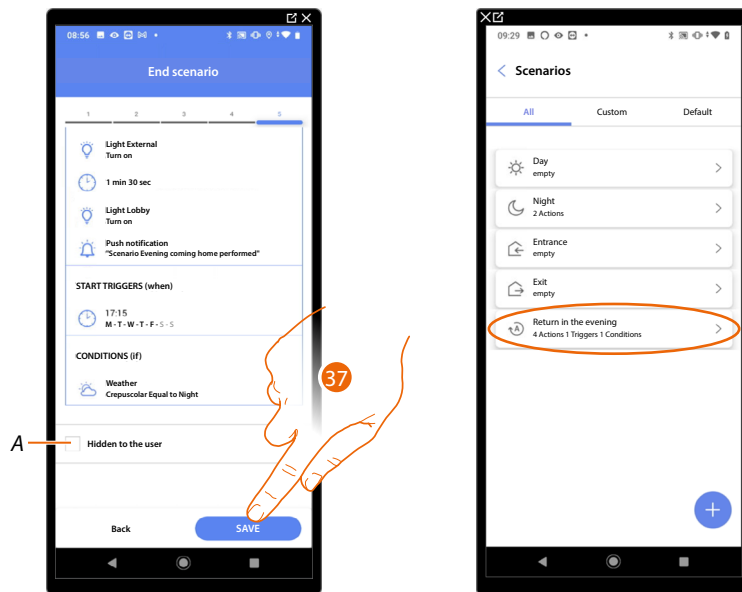 08:56
End scenario
1 2 3 4 5
Light External
Turn on
1 min 30 sec
Light Lobby
Turn on
Push notification
"Scenario Evening coming home performed"
START TRIGGERS (when)
17:15
M - T - W - T - F - S - S
CONDITIONS (if)
Weather
Crepuscolar Equal to Night
A
Hidden to the user
Back
SAVE
37
09:29
Scenarios
All Custom Default
Day
empty
Night
2 Actions
Entrance
empty
Exit
empty
A
Return in the evening
4 Actions 1 Triggers 1 Conditions
+